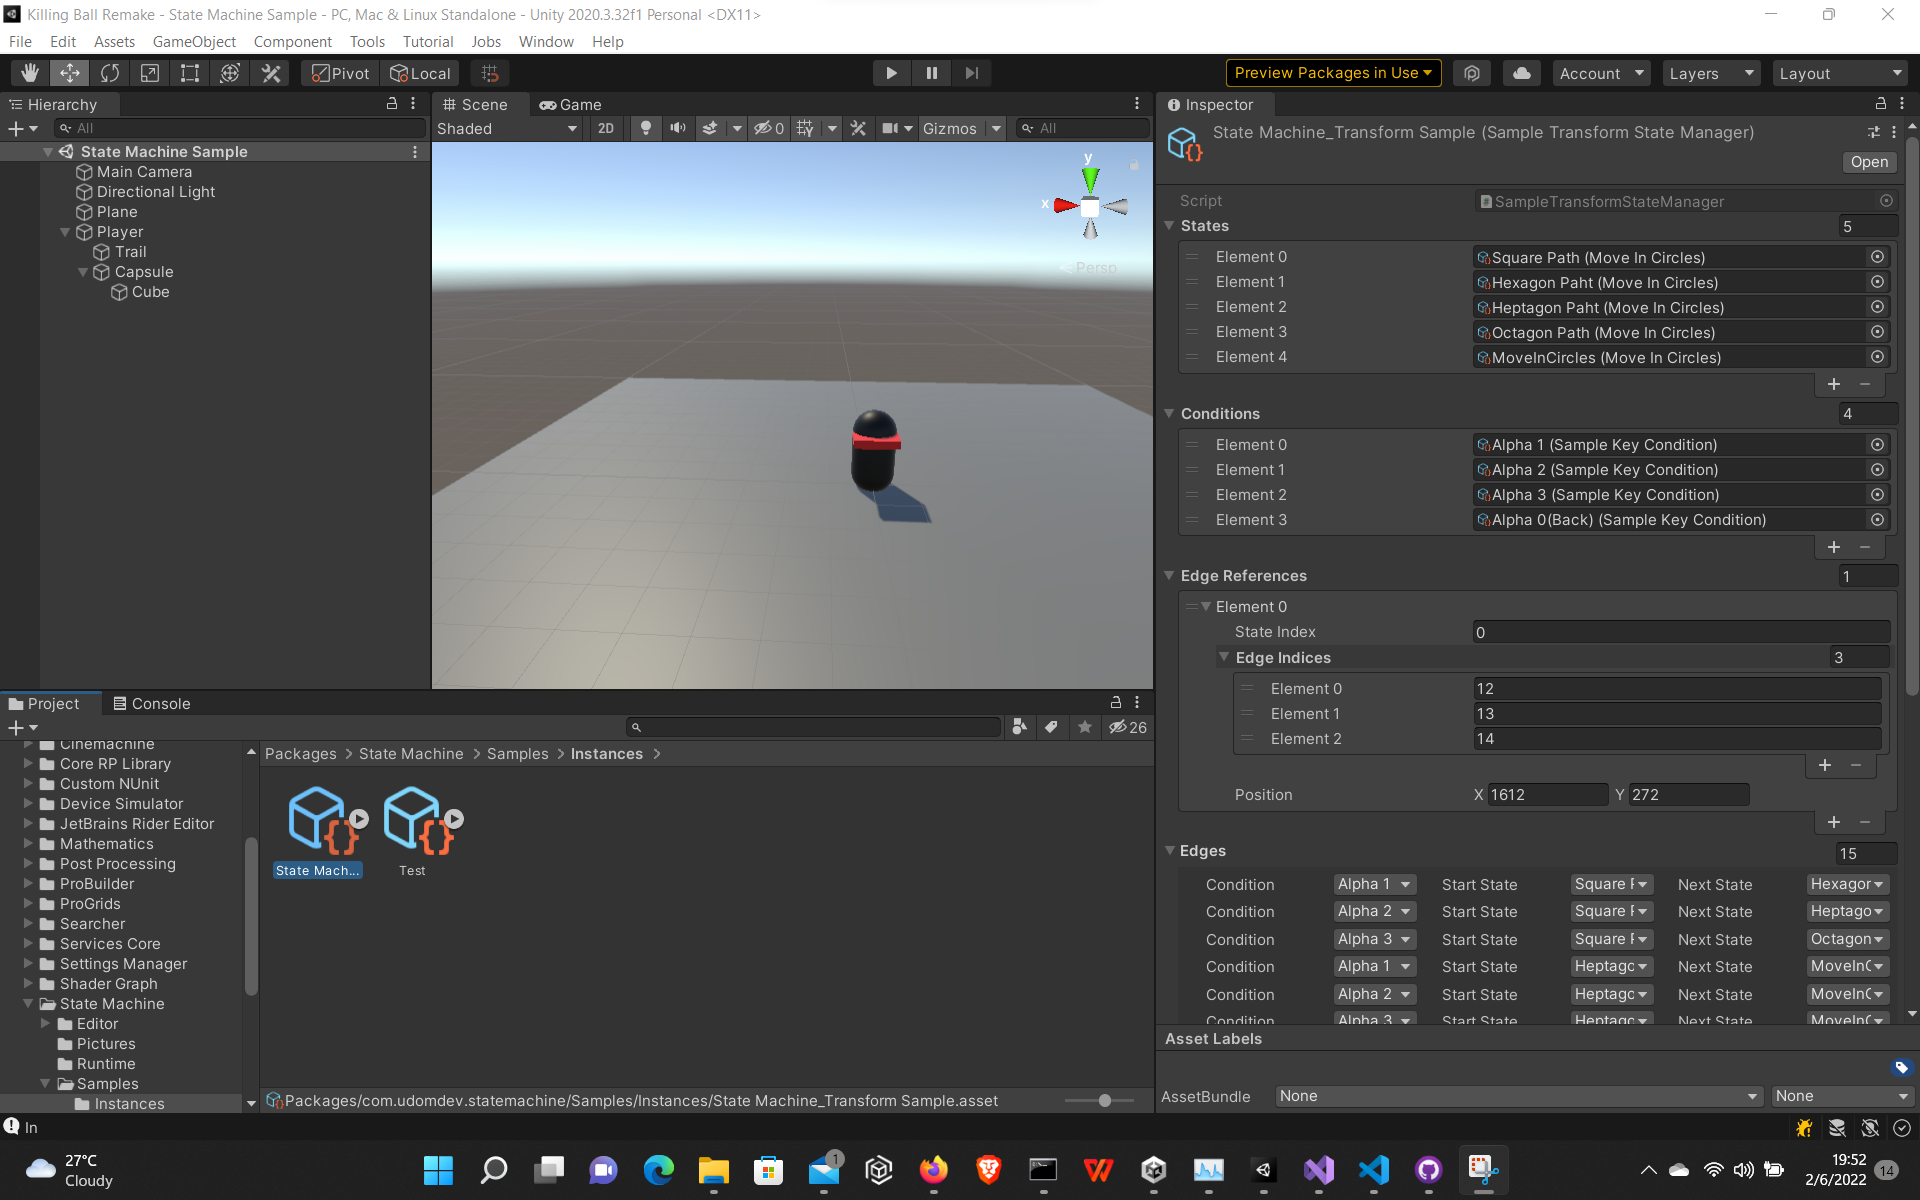 Killing Ball Remake - State Machine Sample - PC, Mac & Linux Standalone - Unity 2020.3.32f1 Personal <DX11>
File Edit Assets GameObject Component Tools Tutorial Jobs Window Help
Pivot Local Preview Packages in Use Account Layers Layout
Hierarchy
All
State Machine Sample
Main Camera
Directional Light
Plane
Player
Trail
Capsule
Cube
Scene Game
Shaded 2D 0 Gizmos All
y
x
Persp
Project Console
26
Cinemachine
Core RP Library
Custom NUnit
Device Simulator
JetBrains Rider Editor
Mathematics
Post Processing
ProBuilder
ProGrids
Searcher
Services Core
Settings Manager
Shader Graph
State Machine
Editor
Pictures
Runtime
Samples
Instances
Packages > State Machine > Samples > Instances >
State Mach... Test
Packages/com.udomdev.statemachine/Samples/Instances/State Machine_Transform Sample.asset
Inspector
State Machine_Transform Sample (Sample Transform State Manager)
Open
Script SampleTransformStateManager
States 5
Element 0 Square Path (Move In Circles)
Element 1 Hexagon Paht (Move In Circles)
Element 2 Heptagon Paht (Move In Circles)
Element 3 Octagon Path (Move In Circles)
Element 4 MoveInCircles (Move In Circles)
Conditions 4
Element 0 Alpha 1 (Sample Key Condition)
Element 1 Alpha 2 (Sample Key Condition)
Element 2 Alpha 3 (Sample Key Condition)
Element 3 Alpha 0(Back) (Sample Key Condition)
Edge References 1
Element 0
State Index 0
Edge Indices 3
Element 0 12
Element 1 13
Element 2 14
Position X 1612 Y 272
Edges 15
Condition Alpha 1 Start State Square Next State Hexagor
Condition Alpha 2 Start State Square Next State Heptago
Condition Alpha 3 Start State Square Next State Octagon
Condition Alpha 1 Start State Heptagc Next State MoveIn
Condition Alpha 2 Start State Heptagc Next State MoveIn
Condition Alpha 3 Start State Heptagc Next State MoveIn
Asset Labels
AssetBundle None None
In
27°C
Cloudy
1
19:52
2/6/2022 14